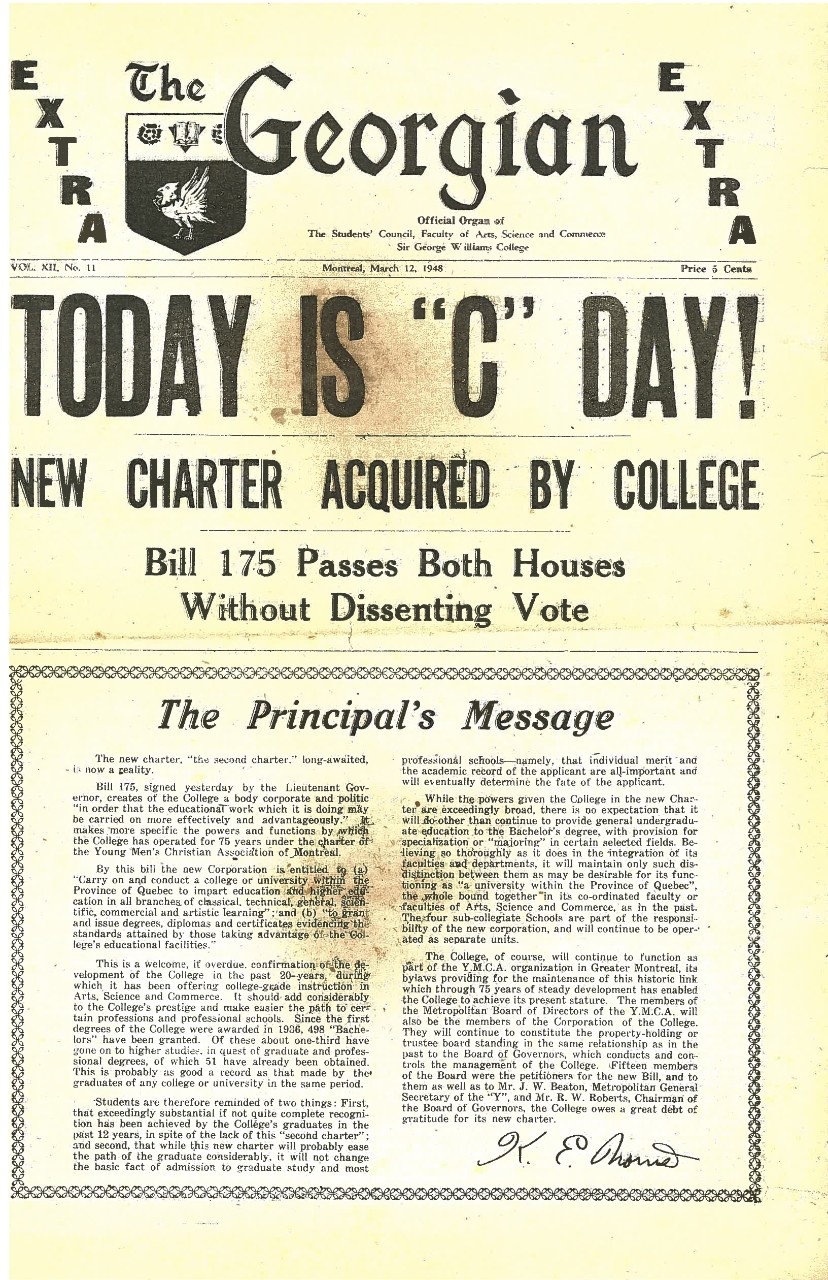 EXTRA
The
Georgian
EXTRA
Official Organ of
The Students' Council, Faculty of Arts, Science and Commerce
Sir George Williams College
VOL. XII, No. 11
Montreal, March 12, 1948
Price 5 Cents
TODAY IS "C" DAY!
NEW CHARTER ACQUIRED BY COLLEGE
Bill 175 Passes Both Houses
Without Dissenting Vote
The Principal's Message
The new charter, "the second charter." long-awaited,
is now a reality.
Bill 175, signed yesterday by the Lieutenant Gov-
ernor, creates of the College a body corporate and politic
"in order that the educational work which it is doing may
be carried on more effectively and advantageously." It
makes more specific the powers and functions by which
the College has operated for 75 years under the charter of
the Young Men's Christian Association of Montreal.
By this bill the new Corporation is entitled to (a)
"Carry on and conduct a college or university within the
Province of Quebec to impart education and higher edu-
cation in all branches of classical, technical, general, scien-
tific, commercial and artistic learning"; and (b) "to grant
and issue degrees, diplomas and certificates evidencing the
standards attained by those taking advantage of the Col-
lege's educational facilities."
This is a welcome, if overdue, confirmation of the de-
velopment of the College in the past 20-years, during
which it has been offering college-grade instruction in
Arts, Science and Commerce. It should add considerably
to the College's prestige and make easier the path to cer-
tain professions and professional schools. Since the first
degrees of the College were awarded in 1936, 498 "Bache-
lors" have been granted. Of these about one-third have
gone on to higher studies, in quest of graduate and profes-
sional degrees, of which 51 have already been obtained.
This is probably as good a record as that made by the
graduates of any college or university in the same period.
Students are therefore reminded of two things: First,
that exceedingly substantial if not quite complete recogni-
tion has been achieved by the College's graduates in the
past 12 years, in spite of the lack of this "second charter";
and second, that while this new charter will probably ease
the path of the graduate considerably, it will not change
the basic fact of admission to graduate study and most
professional schools—namely, that individual merit and
the academic record of the applicant are all-important and
will eventually determine the fate of the applicant.
While the powers given the College in the new Char-
ter are exceedingly broad, there is no expectation that it
will do other than continue to provide general undergradu-
ate education to the Bachelor's degree, with provision for
specialization or "majoring" in certain selected fields. Be-
lieving so thoroughly as it does in the integration of its
faculties and departments, it will maintain only such dis-
distinction between them as may be desirable for its func-
tioning as "a university within the Province of Quebec",
the whole bound together in its co-ordinated faculty or
faculties of Arts, Science and Commerce, as in the past.
The four sub-collegiate Schools are part of the responsi-
bility of the new corporation, and will continue to be oper-
ated as separate units.
The College, of course, will continue to function as
part of the Y.M.C.A. organization in Greater Montreal, its
bylaws providing for the maintenance of this historic link
which through 75 years of steady development has enabled
the College to achieve its present stature. The members of
the Metropolitan Board of Directors of the Y.M.C.A. will
also be the members of the Corporation of the College.
They will continue to constitute the property-holding or
trustee board standing in the same relationship as in the
past to the Board of Governors, which conducts and con-
trols the management of the College. Fifteen members
of the Board were the petitioners for the new Bill, and to
them as well as to Mr. J. W. Beaton, Metropolitan General
Secretary of the "Y", and Mr. R. W. Roberts, Chairman of
the Board of Governors, the College owes a great debt of
gratitude for its new charter.
K. E. Norris